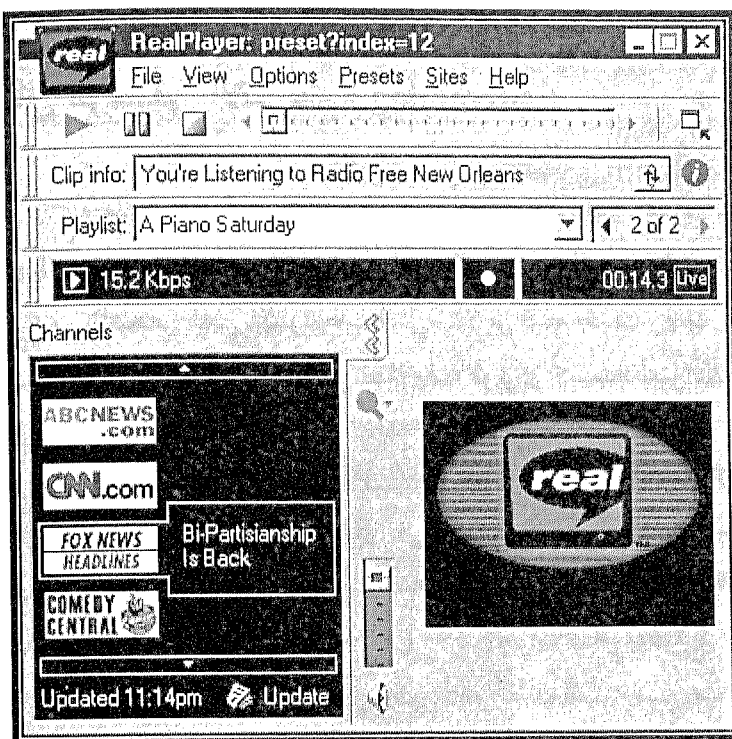 real RealPlayer: preset?index=12
File View Options Presets Sites Help
Clip info: You're Listening to Radio Free New Orleans
Playlist: A Piano Saturday 2 of 2
15.2 Kbps 00:14.3 Live
Channels
ABCNEWS
.com
CNN.com
FOX NEWS
HEADLINES
Bi-Partisianship
Is Back
COMEDY
CENTRAL
Updated 11:14pm Update
real